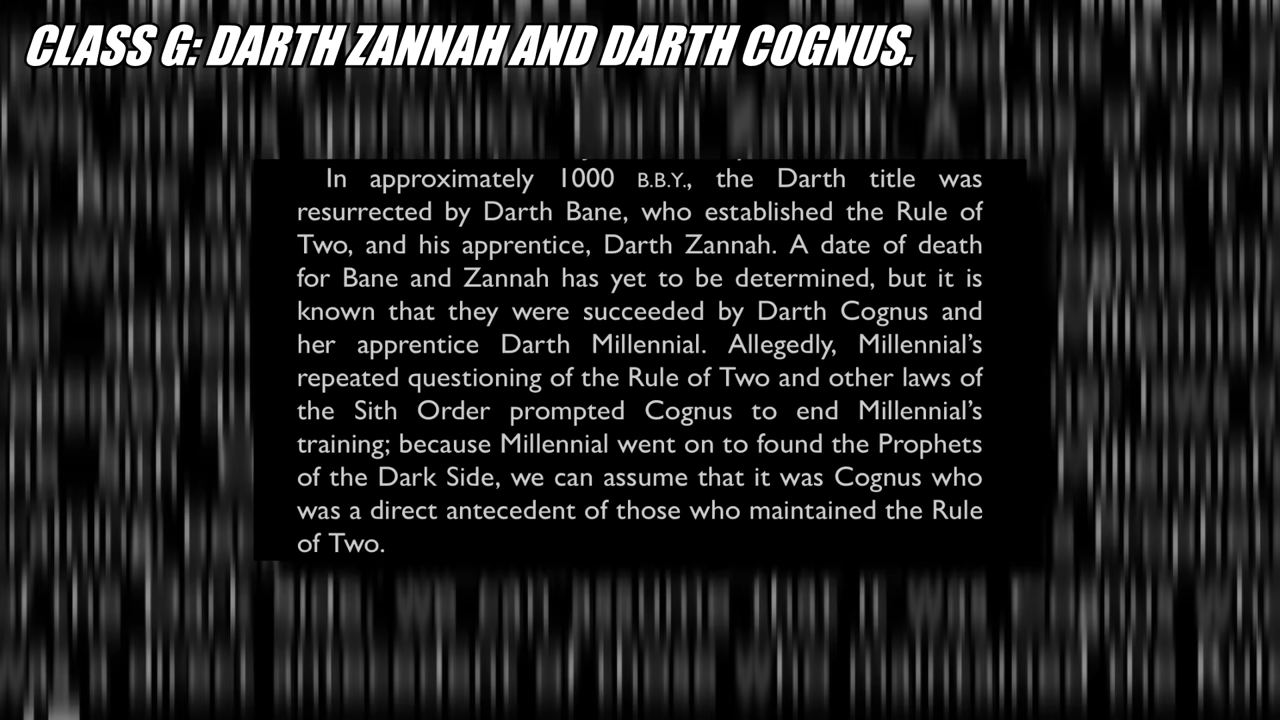 CLASS G: DARTH ZANNAH AND DARTH COGNUS.
In approximately 1000 B.B.Y., the Darth title was
resurrected by Darth Bane, who established the Rule of
Two, and his apprentice, Darth Zannah. A date of death
for Bane and Zannah has yet to be determined, but it is
known that they were succeeded by Darth Cognus and
her apprentice Darth Millennial. Allegedly, Millennial’s
repeated questioning of the Rule of Two and other laws of
the Sith Order prompted Cognus to end Millennial’s
training; because Millennial went on to found the Prophets
of the Dark Side, we can assume that it was Cognus who
was a direct antecedent of those who maintained the Rule
of Two.